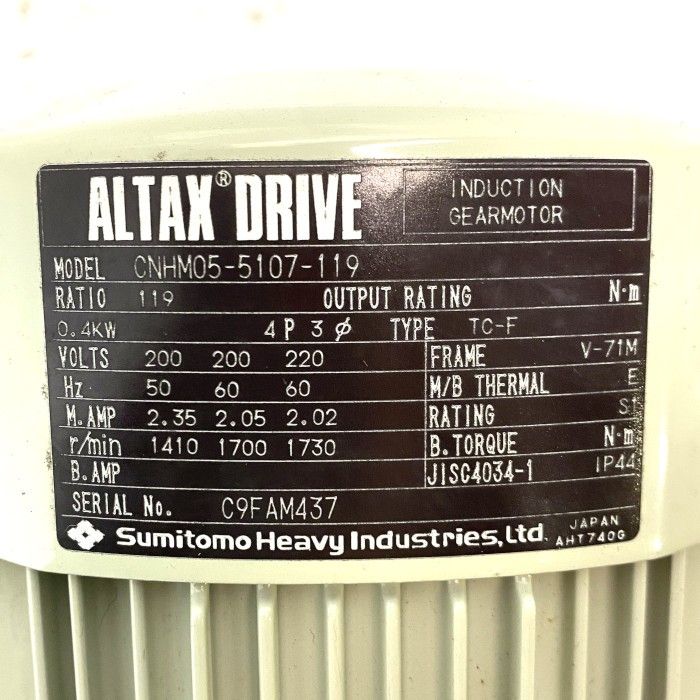 ALTAX® DRIVE
INDUCTION
GEARMOTOR
MODEL CNHM05-5107-119
RATIO 119 OUTPUT RATING N·m
0.4KW 4P 3φ TYPE TC-F
VOLTS 200 200 220 FRAME V-71M
Hz 50 60 60 M/B THERMAL E
M.AMP 2.35 2.05 2.02 RATING S1
r/min 1410 1700 1730 B.TORQUE N·m
B.AMP JISC4034-1 IP44
SERIAL No. C9FAM437
Sumitomo Heavy Industries, Ltd. JAPAN
AHT740G